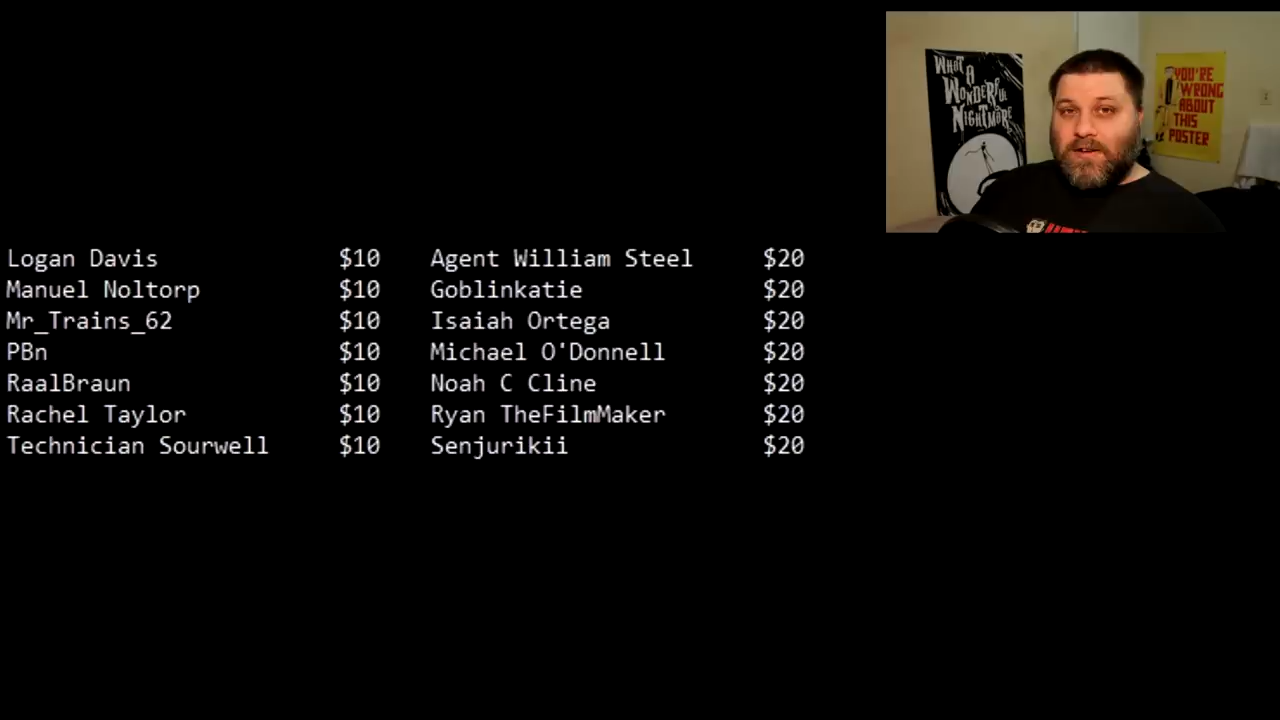 WHAT
A
WONDERFUL
NIGHTMARE
YOU'RE
WRONG
ABOUT
THIS
POSTER
Logan Davis $10 Agent William Steel $20
Manuel Noltorp $10 Goblinkatie $20
Mr_Trains_62 $10 Isaiah Ortega $20
PBn $10 Michael O'Donnell $20
RaalBraun $10 Noah C Cline $20
Rachel Taylor $10 Ryan TheFilmMaker $20
Technician Sourwell $10 Senjurikii $20